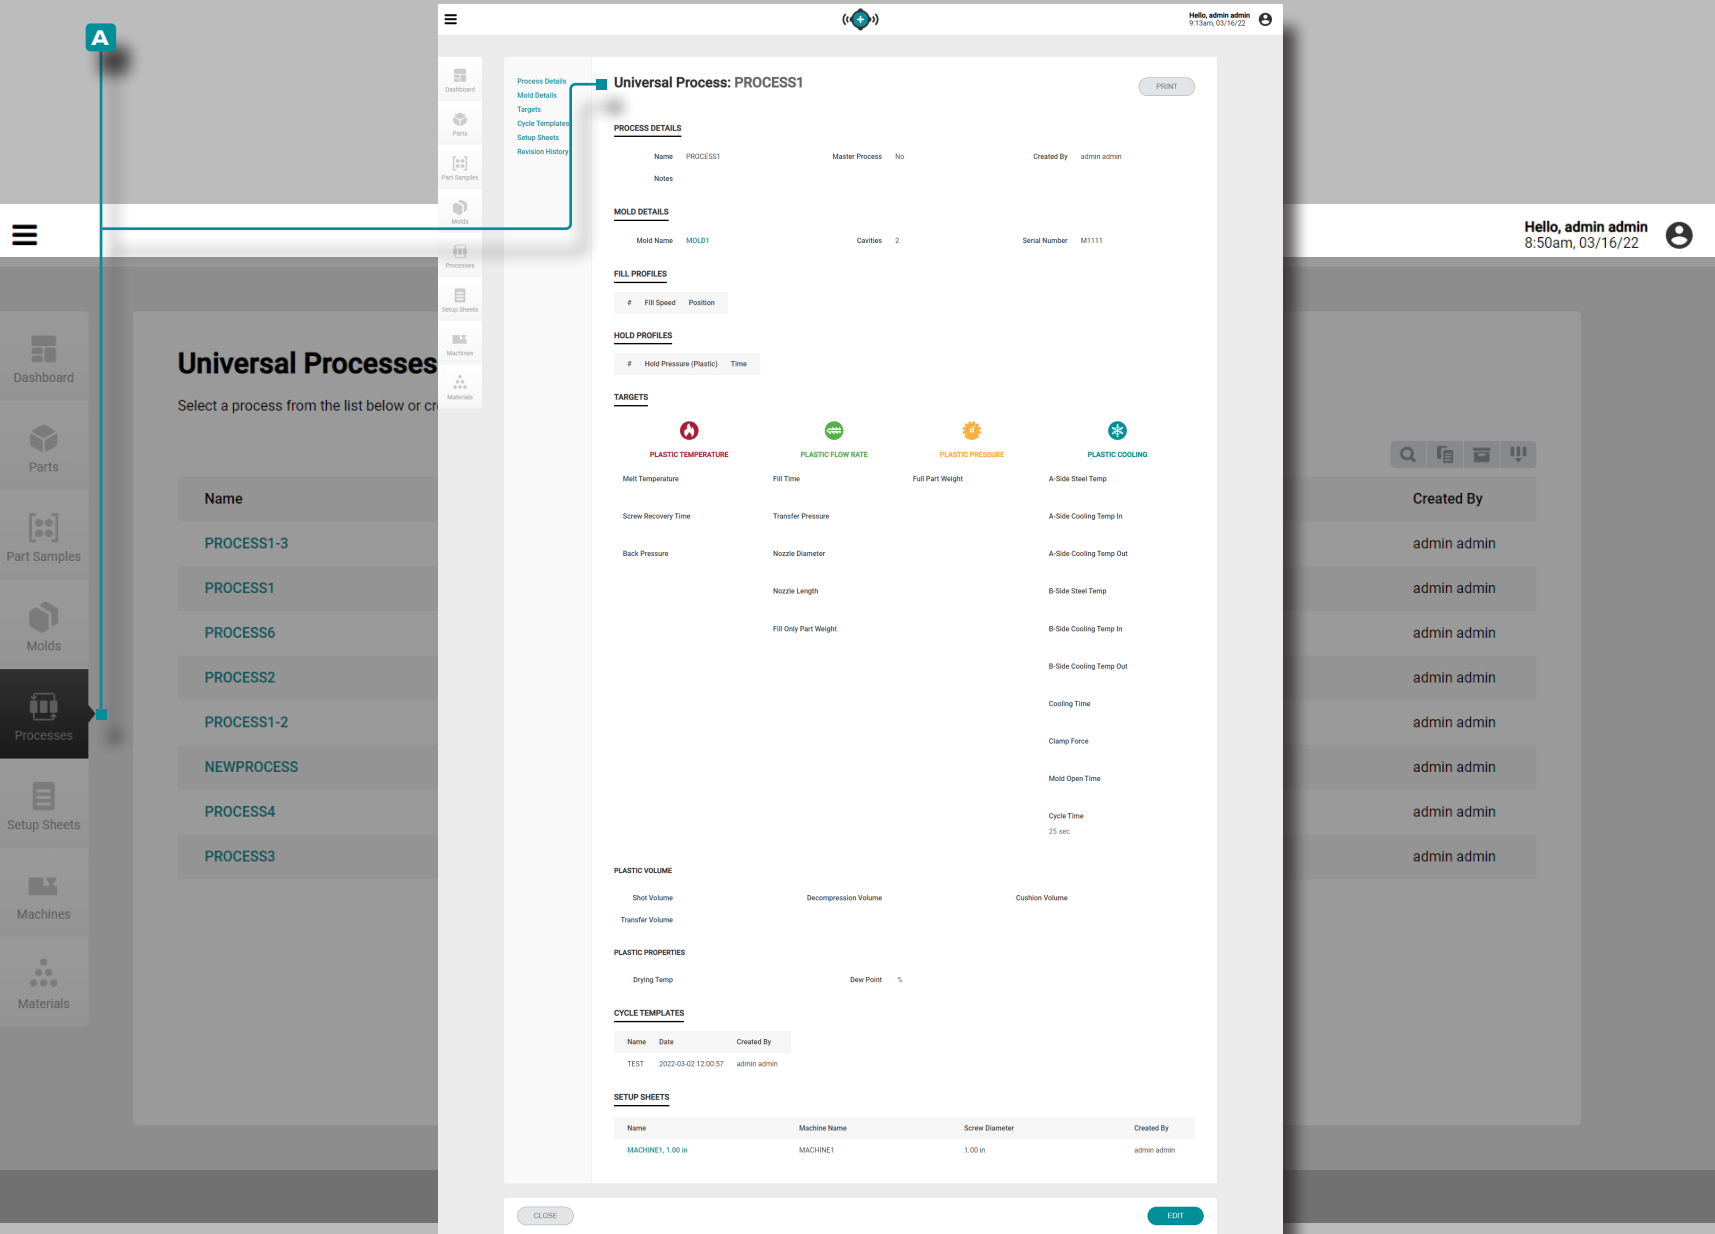 A
Hello, admin admin
9:13am, 03/16/22
Dashboard
Parts
Part Samples
Molds
Processes
Setup Sheets
Machines
Materials
Process Details
Mold Details
Targets
Cycle Templates
Setup Sheets
Revision History
Universal Process: PROCESS1
PRINT
PROCESS DETAILS
Name PROCESS1 Master Process No Created By admin admin
Notes
MOLD DETAILS
Mold Name MOLD1 Cavities 2 Serial Number M1111
FILL PROFILES
# Fill Speed Position
HOLD PROFILES
# Hold Pressure (Plastic) Time
TARGETS
PLASTIC TEMPERATURE PLASTIC FLOW RATE PLASTIC PRESSURE PLASTIC COOLING
Melt Temperature Fill Time Full Part Weight A-Side Steel Temp
Screw Recovery Time Transfer Pressure A-Side Cooling Temp In
Back Pressure Nozzle Diameter A-Side Cooling Temp Out
Nozzle Length B-Side Steel Temp
Fill Only Part Weight B-Side Cooling Temp In
B-Side Cooling Temp Out
Cooling Time
Clamp Force
Mold Open Time
Cycle Time
25 sec
PLASTIC VOLUME
Shot Volume Decompression Volume Cushion Volume
Transfer Volume
PLASTIC PROPERTIES
Drying Temp Dew Point %
CYCLE TEMPLATES
Name Date Created By
TEST 2022-03-02 12:00:57 admin admin
SETUP SHEETS
Name Machine Name Screw Diameter Created By
MACHINE1, 1.00 in MACHINE1 1.00 in admin admin
CLOSE EDIT
Hello, admin admin
8:50am, 03/16/22
Dashboard
Parts
Part Samples
Molds
Processes
Setup Sheets
Machines
Materials
Universal Processes
Select a process from the list below or
Name Created By
PROCESS1-3 admin admin
PROCESS1 admin admin
PROCESS6 admin admin
PROCESS2 admin admin
PROCESS1-2 admin admin
NEWPROCESS admin admin
PROCESS4 admin admin
PROCESS3 admin admin